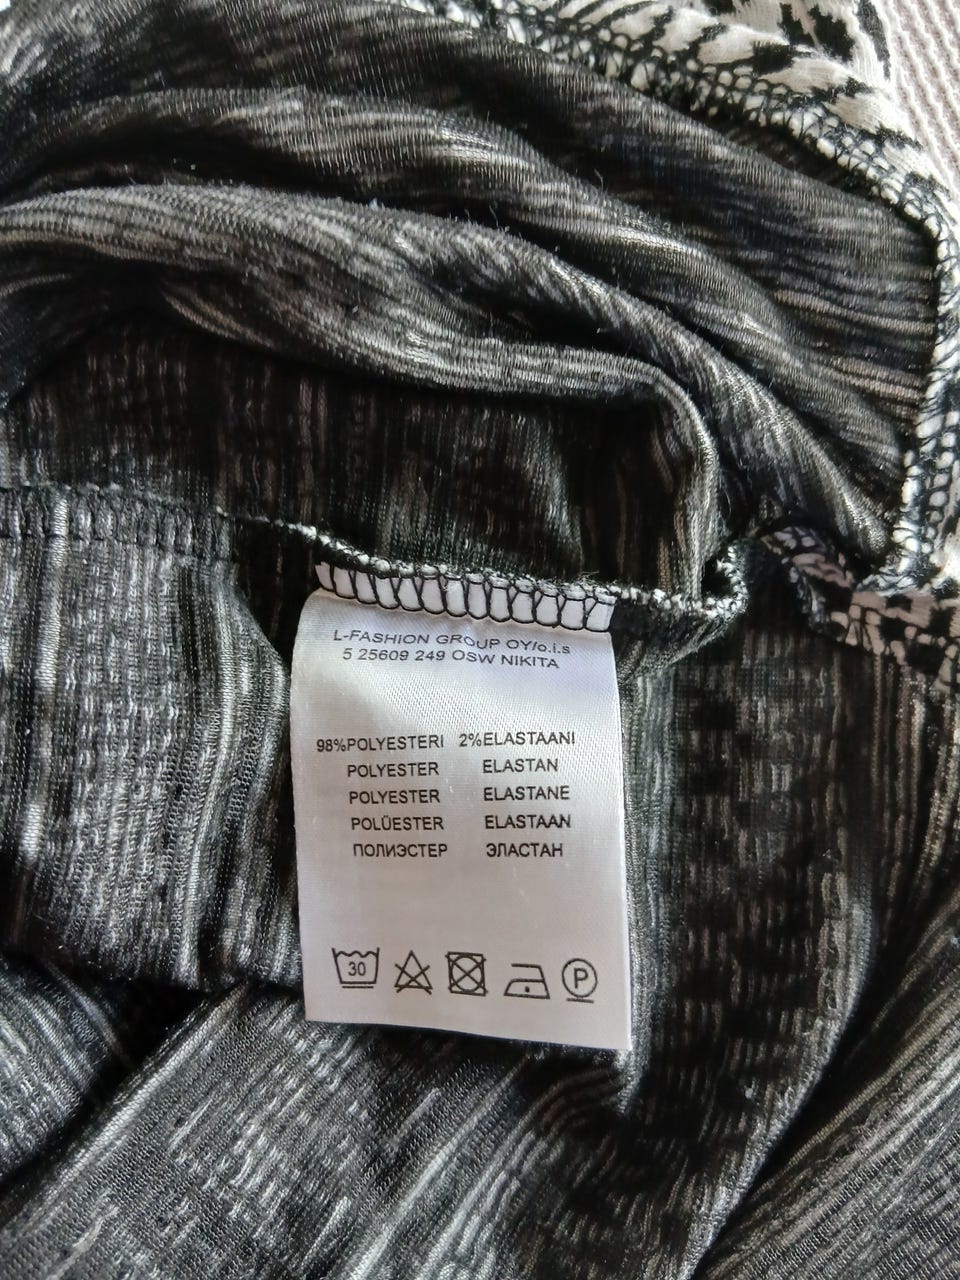 L-FASHION GROUP OY/o.i.s
5 25609 249 OSW NIKITA
98%POLYESTERI 2%ELASTAANI
POLYESTER ELASTAN
POLYESTER ELASTANE
POLÜESTER ELASTAAN
ПОЛИЭСТЕР ЭЛАСТАН
30 P